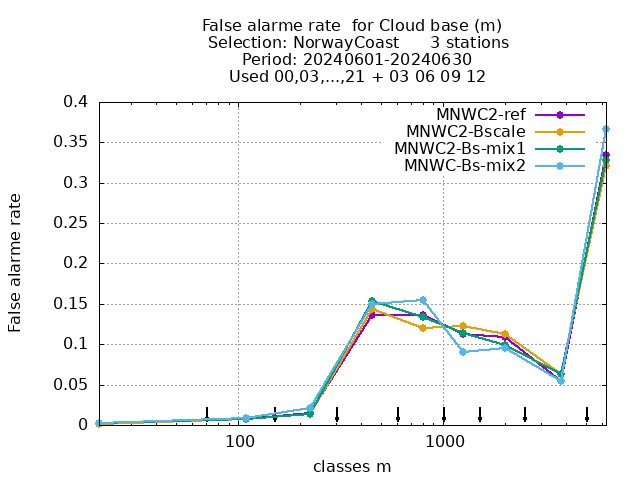 False alarme rate  for Cloud base (m)
Selection: NorwayCoast      3 stations
Period: 20240601-20240630
Used 00,03,...,21 + 03 06 09 12
MNWC2-ref
MNWC2-Bscale
MNWC2-Bs-mix1
MNWC-Bs-mix2
False alarme rate
0.4
0.35
0.3
0.25
0.2
0.15
0.1
0.05
0
100 1000
classes m